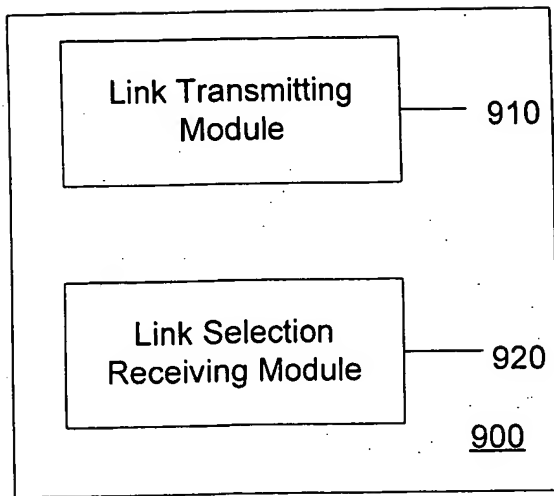 Link Transmitting
Module
910
Link Selection
Receiving Module
920
900